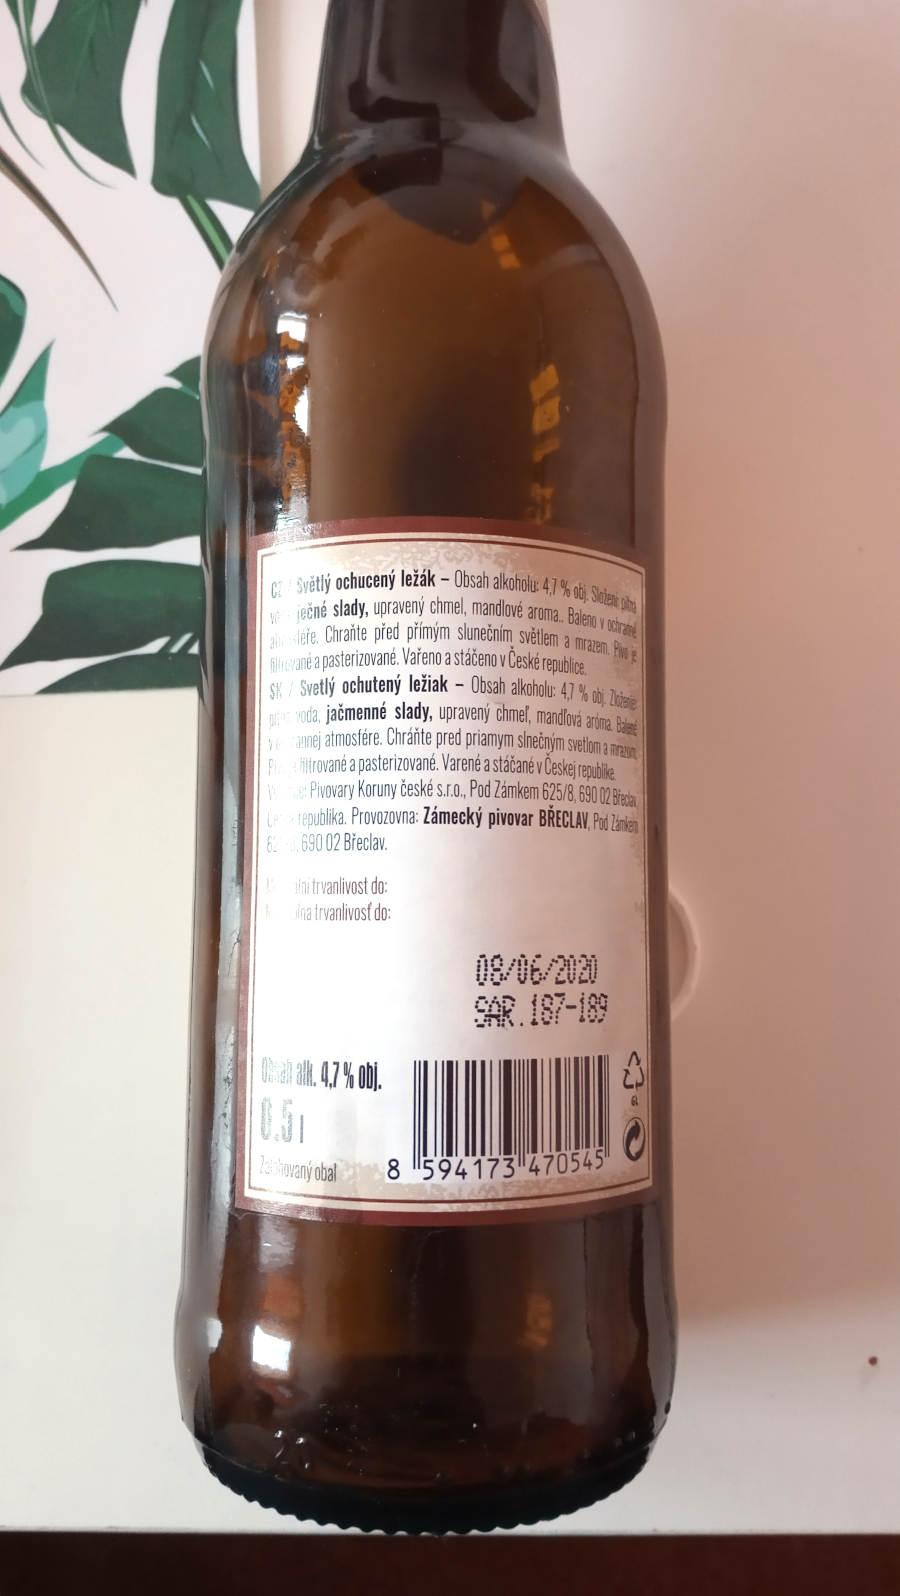 CZ / Světlý ochucený ležák – Obsah alkoholu: 4,7 % obj. Složení: pitná
ječné slady, upravený chmel, mandlové aroma.. Baleno v ochranné
Chraňte před přímým slunečním světlem a mrazem. Pivo je
filtrované a pasterizované. Vařeno a stáčeno v České republice.
SK / Svetlý ochutený ležiak – Obsah alkoholu: 4,7 % obj. Zloženie:
voda, jačmenné slady, upravený chmeľ, mandľová aróma. Balené
v atmosfére. Chráňte pred priamym slnečným svetlom a mrazom.
filtrované a pasterizované. Varené a stáčané v Českej republike.
Pivovary Koruny české s.r.o., Pod Zámkem 625/8, 690 02 Břeclav,
republika. Provozovna: Zámecký pivovar BŘECLAV, Pod Zámkem
690 02 Břeclav.
trvanlivost do:
trvanlivosť do:
08/06/2020
SAR.187-189
Obsah alk. 4,7 % obj.
0.5 l
Zálohovaný obal
8 594173 470545
GL